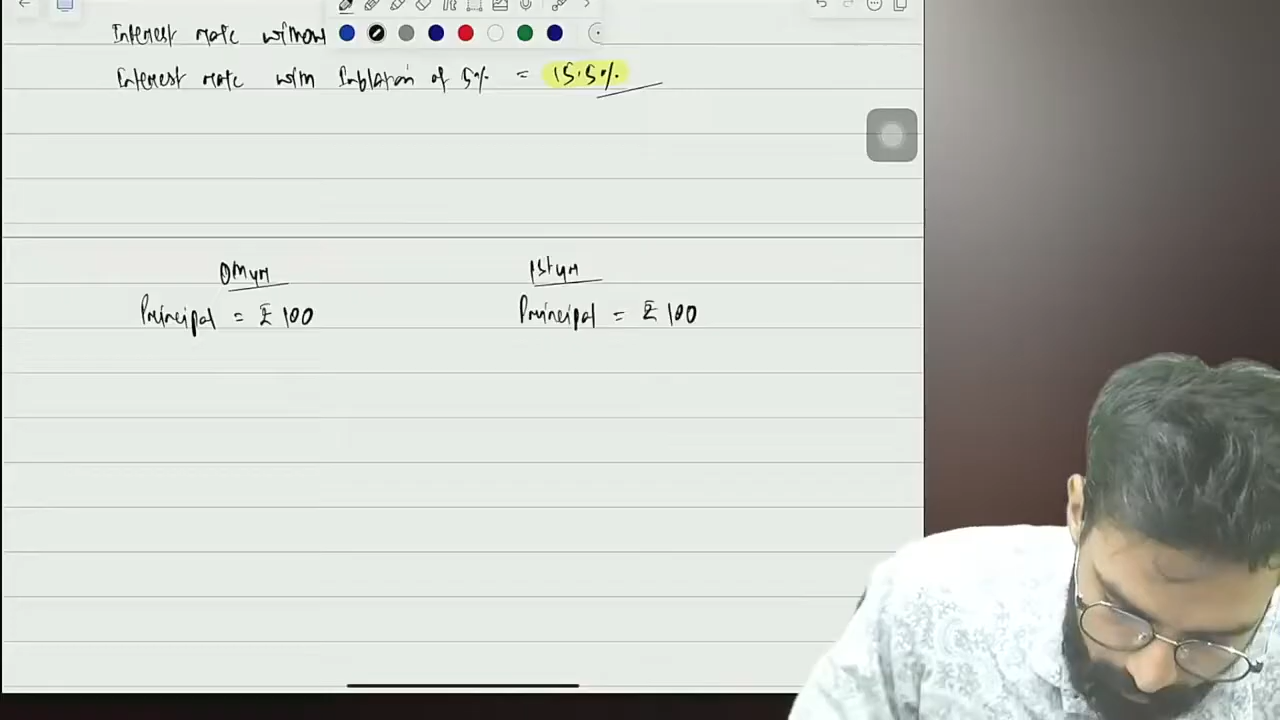 Interest rate without
Interest rate with Inflation of 5% = 15.5%
0th yr
1st yr
Principal = ₹ 100
Principal = ₹ 100